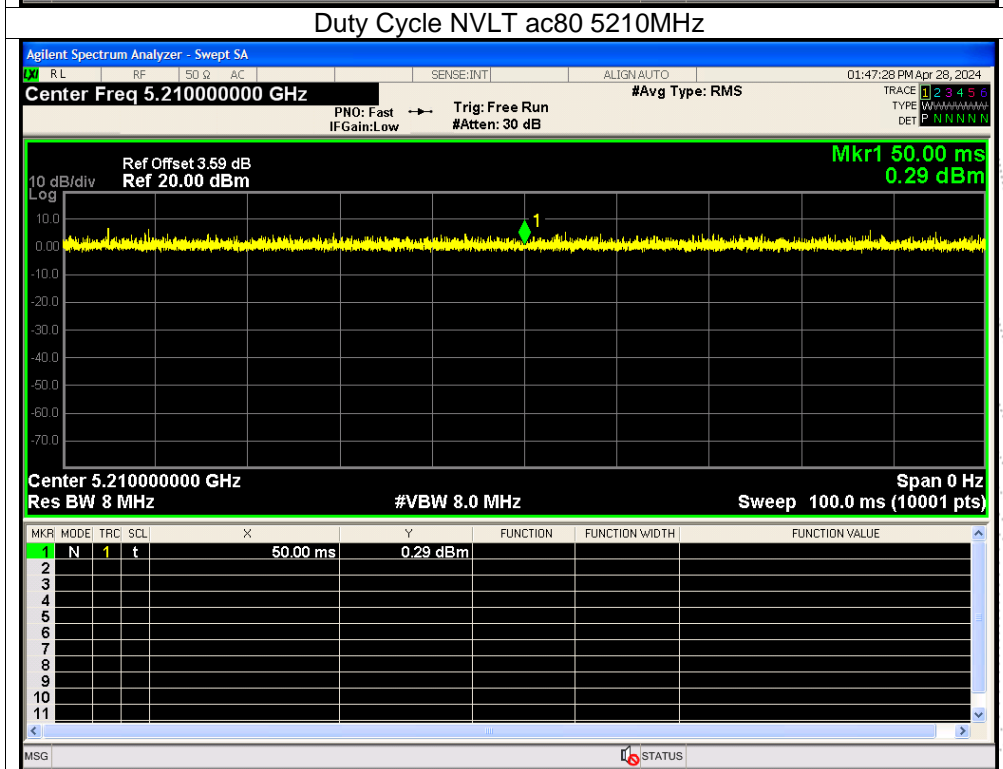 Duty Cycle NVLT ac80 5210MHz
Agilent Spectrum Analyzer - Swept SA
LXI RL RF 50 Ω AC SENSE:INT ALIGN AUTO 01:47:28 PM Apr 28, 2024
Center Freq 5.210000000 GHz #Avg Type: RMS TRACE 1 2 3 4 5 6
PNO: Fast Trig: Free Run TYPE WWWWWWW
IFGain:Low #Atten: 30 dB DET P N N N N N
Mkr1 50.00 ms
Ref Offset 3.59 dB
10 dB/div Ref 20.00 dBm 0.29 dBm
Log
10.0
1
0.00
-10.0
-20.0
-30.0
-40.0
-50.0
-60.0
-70.0
Center 5.210000000 GHz Span 0 Hz
Res BW 8 MHz #VBW 8.0 MHz Sweep 100.0 ms (10001 pts)
MKR MODE TRC SCL X Y FUNCTION FUNCTION WIDTH FUNCTION VALUE
1 N 1 t 50.00 ms 0.29 dBm
2
3
4
5
6
7
8
9
10
11
MSG STATUS